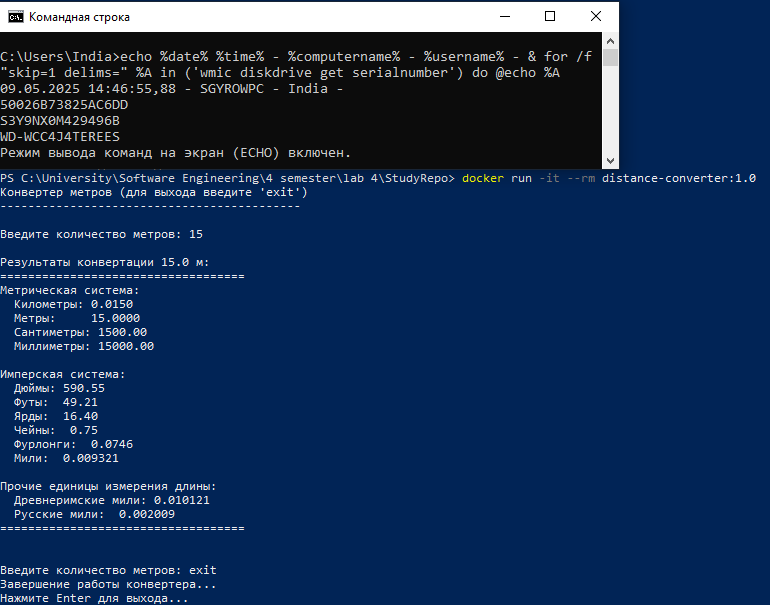 Командная строка
C:\Users\India>echo %date% %time% - %computername% - %username% - & for /f
"skip=1 delims=" %A in ('wmic diskdrive get serialnumber') do @echo %A
09.05.2025 14:46:55,88 - SGYROWPC - India -
50026B73825AC6DD
S3Y9NX0M429496B
WD-WCC4J4TEREES
Режим вывода команд на экран (ECHO) включен.
PS C:\University\Software Engineering\4 semester\lab 4\StudyRepo> docker run -it --rm distance-converter:1.0
Конвертер метров (для выхода введите 'exit')
-------------------------------------------
Введите количество метров: 15
Результаты конвертации 15.0 м:
===================================
Метрическая система:
Километры: 0.0150
Метры: 15.0000
Сантиметры: 1500.00
Миллиметры: 15000.00
Имперская система:
Дюймы: 590.55
Футы: 49.21
Ярды: 16.40
Чейны: 0.75
Фурлонги: 0.0746
Мили: 0.009321
Прочие единицы измерения длины:
Древнеримские мили: 0.010121
Русские мили: 0.002009
===================================
Введите количество метров: exit
Завершение работы конвертера...
Нажмите Enter для выхода...